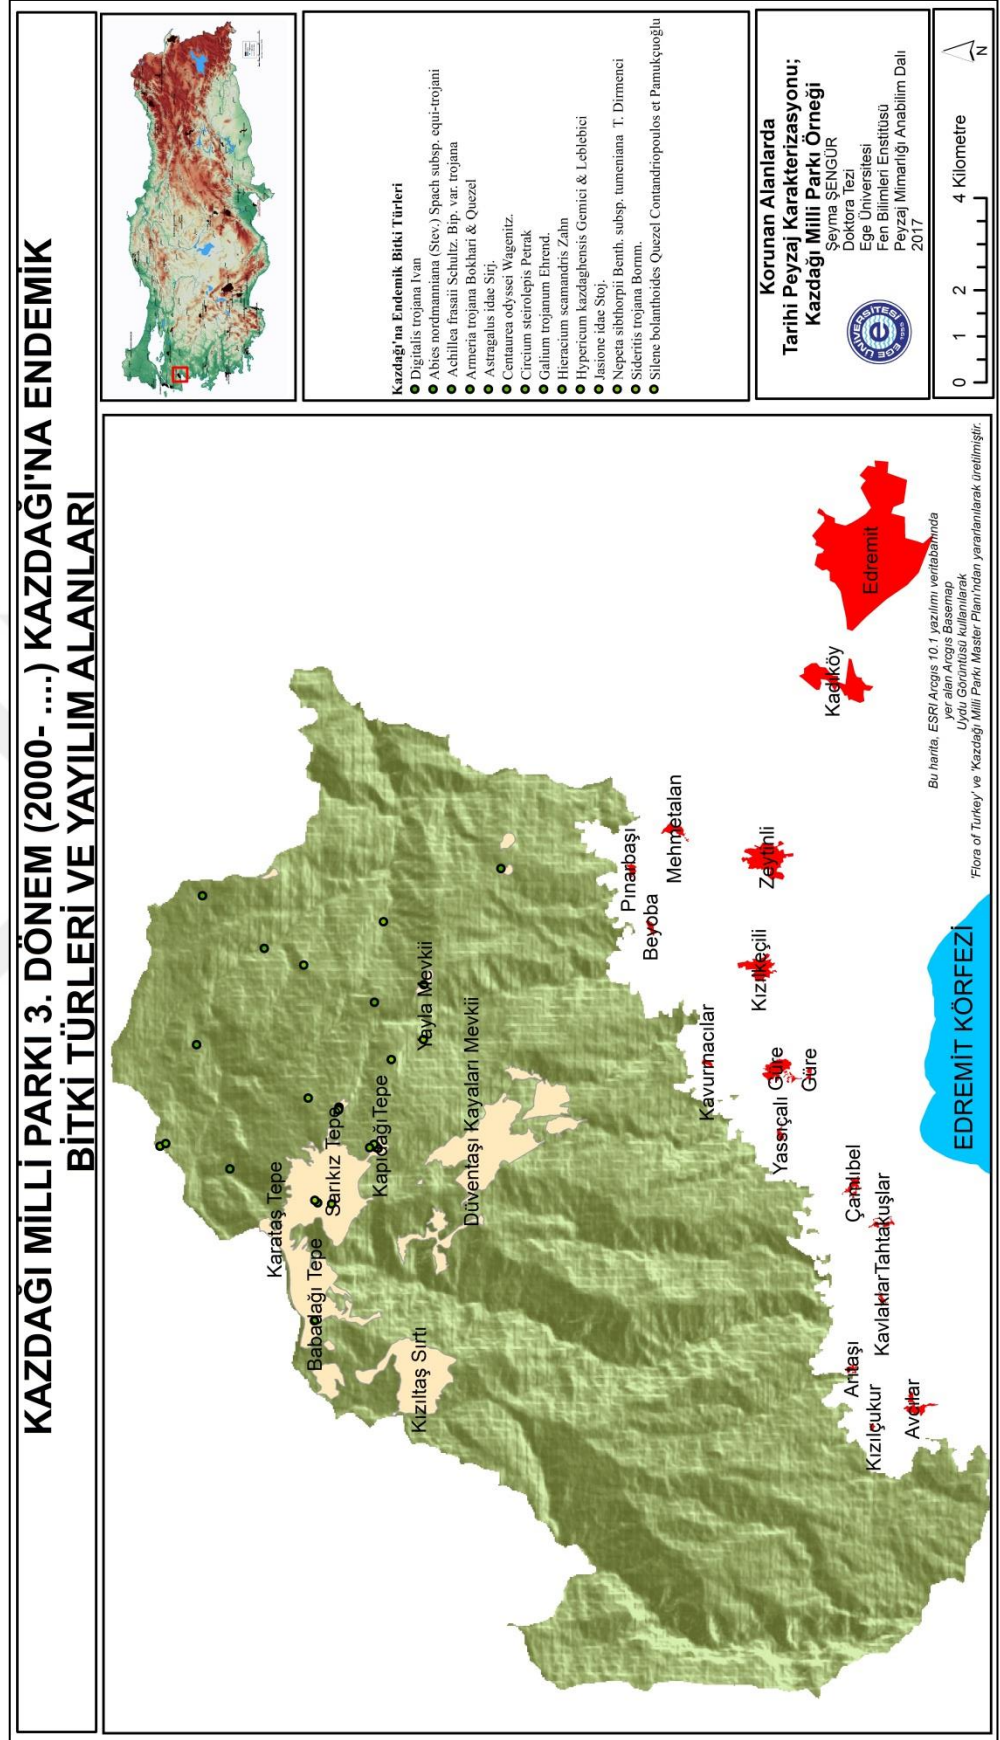 KAZDAĞI MİLLİ PARKI 3. DÖNEM (2000- ....) KAZDAĞI'NA ENDEMİK
BİTKİ TÜRLERİ VE YAYILIM ALANLARI
Karataş Tepe
Babadağı Tepe
Sarıkız Tepe
Kapıdağı Tepe
Kızıltaş Sırtı
Yayla Mevkii
Düventaşı Kayaları Mevkii
Pınarbaşı
Beyoba
Mehmetalan
Kavurmacılar
Kızılkeçili
Zeytinli
Kadıköy
Edremit
Yassıçalı
Güre
Güre
Çamlıbel
Tahtakuşlar
Kavlaklar
Arıtaşı
Kızılçukur
Avcılar
EDREMİT KÖRFEZİ
Bu harita, ESRI Arcgis 10.1 yazılımı veritabanında
yer alan Arcgis Basemap
Uydu Görüntüsü kullanılarak
'Flora of Turkey' ve 'Kazdağı Milli Parkı Master Planı'ndan yararlanılarak üretilmiştir.
Kazdağı'na Endemik Bitki Türleri
Digitalis trojana Ivan
Abies nordmanniana (Stev.) Spach subsp. equi-trojani
Achillea frasaii Schultz. Bip. var. trojana
Armeria trojana Bokhari & Quezel
Astragalus idae Sirj.
Centaurea odyssei Wagenitz.
Circium steirolepis Petrak
Galium trojanum Ehrend.
Hieracium scamandris Zahn
Hypericum kazdaghensis Gemici & Leblebici
Jasione idae Stoj.
Nepeta sibthorpii Benth. subsp. tumeniana T. Dirmenci
Sideritis trojana Bornm.
Silene bolanthoides Quezel Contandriopoulos et Pamukçuoğlu
Korunan Alanlarda
Tarihi Peyzaj Karakterizasyonu;
Kazdağı Milli Parkı Örneği
Şeyma ŞENGÜR
Doktora Tezi
Ege Üniversitesi
Fen Bilimleri Enstitüsü
Peyzaj Mimarlığı Anabilim Dalı
2017
EGE ÜNİVERSİTESİ
0 1 2 4 Kilometre
N